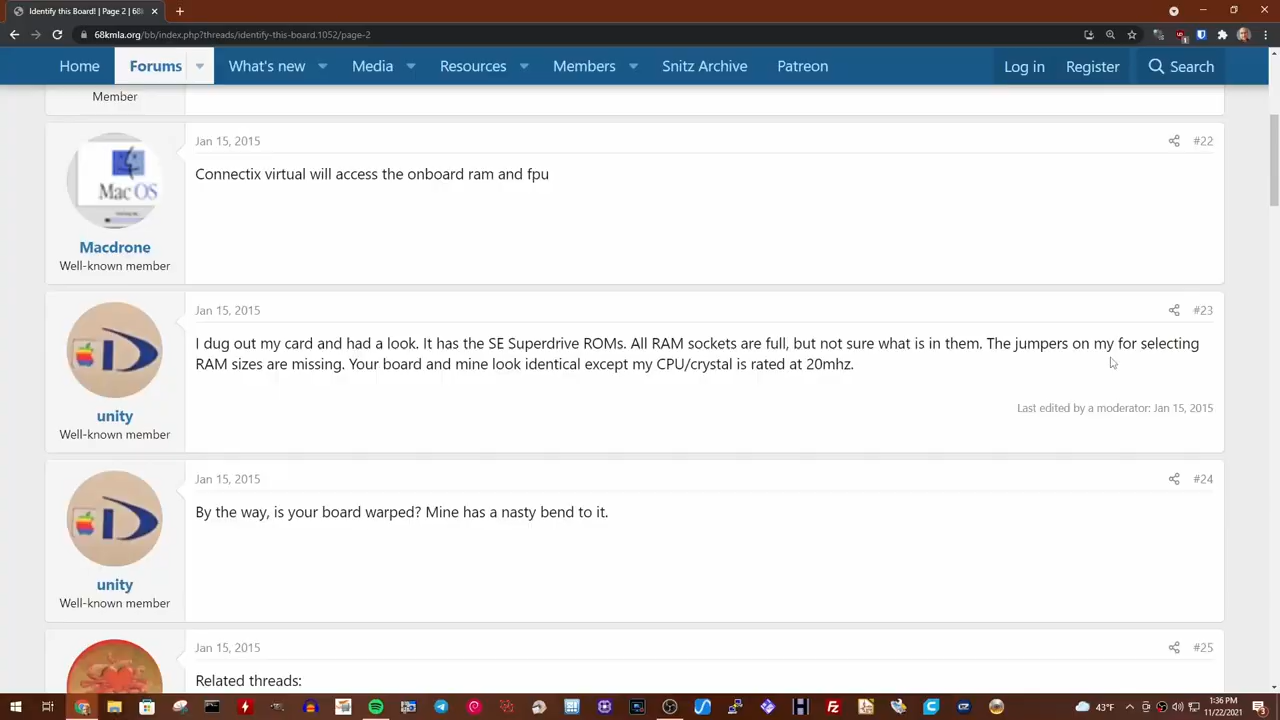 Identify this Board! | Page 2 | 68k
68kmla.org/bb/index.php?threads/identify-this-board.1052/page-2
Home Forums What's new Media Resources Members Snitz Archive Patreon Log in Register Search
Member
Jan 15, 2015 #22
Connectix virtual will access the onboard ram and fpu
Mac OS
Macdrone
Well-known member
Jan 15, 2015 #23
I dug out my card and had a look. It has the SE Superdrive ROMs. All RAM sockets are full, but not sure what is in them. The jumpers on my for selecting
RAM sizes are missing. Your board and mine look identical except my CPU/crystal is rated at 20mhz.
Last edited by a moderator: Jan 15, 2015
unity
Well-known member
Jan 15, 2015 #24
By the way, is your board warped? Mine has a nasty bend to it.
unity
Well-known member
Jan 15, 2015 #25
Related threads:
43°F
1:36 PM
11/22/2021